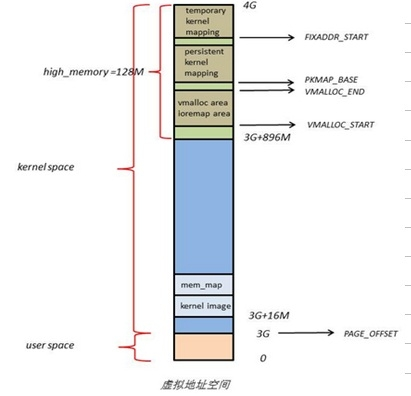 temporary
kernel
mapping
4G
FIXADDR_START
persistent
kernel
mapping
high_memory =128M
PKMAP_BASE
VMALLOC_END
vmalloc area
ioremap area
VMALLOC_START
3G+896M
kernel space
mem_map
kernel image
3G+16M
3G
PAGE_OFFSET
user space
0
虚拟地址空间